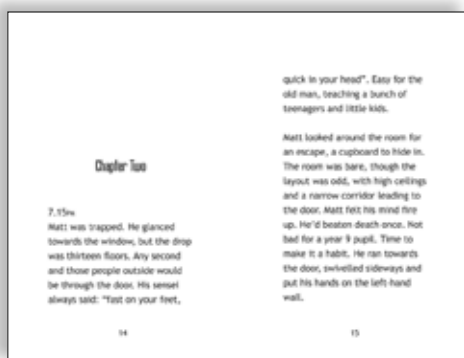 Chapter Two
7.15PM
Matt was trapped. He glanced
towards the window, but the drop
was thirteen floors. Any second
and those people outside would
be through the door. His sensei
always said: "fast on your feet,
14
quick in your head". Easy for the
old man, teaching a bunch of
teenagers and little kids.
Matt looked around the room for
an escape, a cupboard to hide in.
The room was bare, though the
layout was odd, with high ceilings
and a narrow corridor leading to
the door. Matt felt his mind fire
up. He'd beaten death once. Not
bad for a year 9 pupil. Time to
make it a habit. He ran towards
the door, swivelled sideways and
put his hands on the left-hand
wall.
15